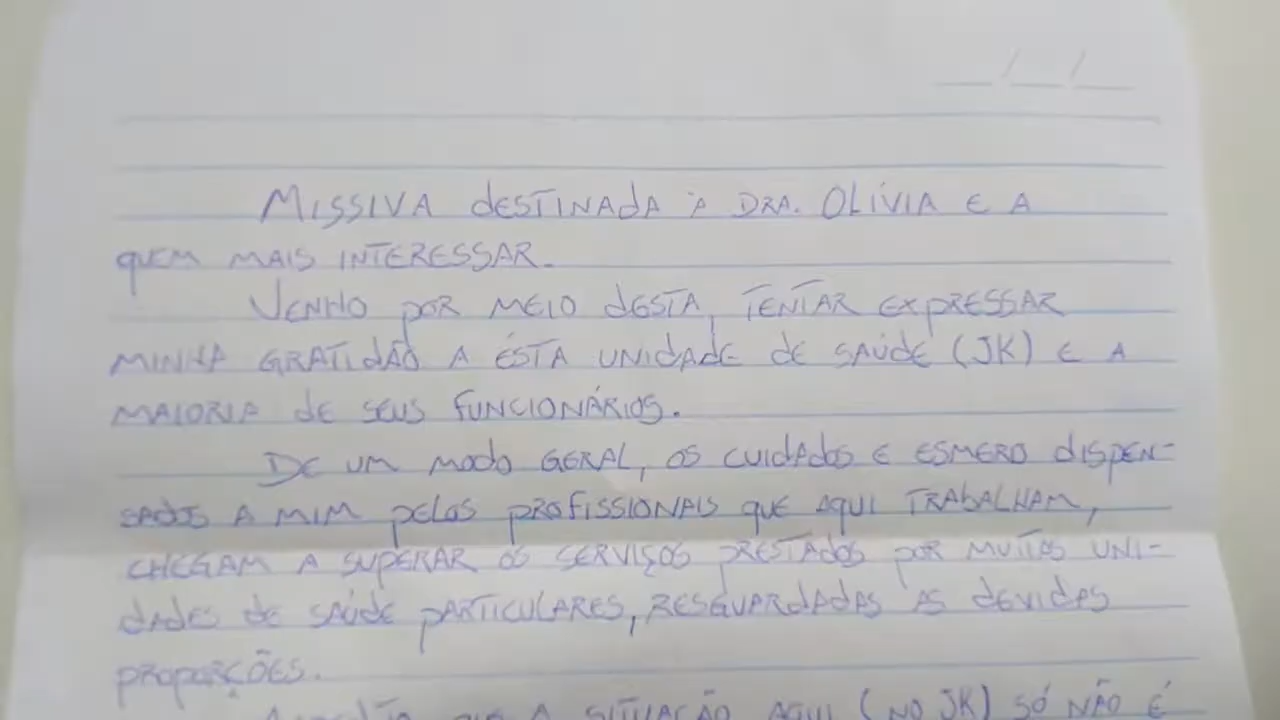 MISSIVA DESTINADA À DRA. OLÍVIA E A
QUEM MAIS INTERESSAR.
VENHO POR MEIO DESTA, TENTAR EXPRESSAR
MINHA GRATIDÃO A ÉSTA UNIDADE DE SAÚDE (JK) E A
MAIORIA DE SEUS FUNCIONÁRIOS.
DE UM MODO GERAL, OS CUIDADOS E ESMERO DISPEN-
SADOS A MIM PELOS PROFISSIONAIS QUE AQUI TRABALHAM,
CHEGAM A SUPERAR OS SERVIÇOS PRESTADOS POR MUITAS UNI-
DADES DE SAÚDE PARTICULARES, RESGUARDADAS AS DEVIDAS
PROPORÇÕES.
QUE A SITUAÇÃO AQUI (NO JK) SÓ NÃO É